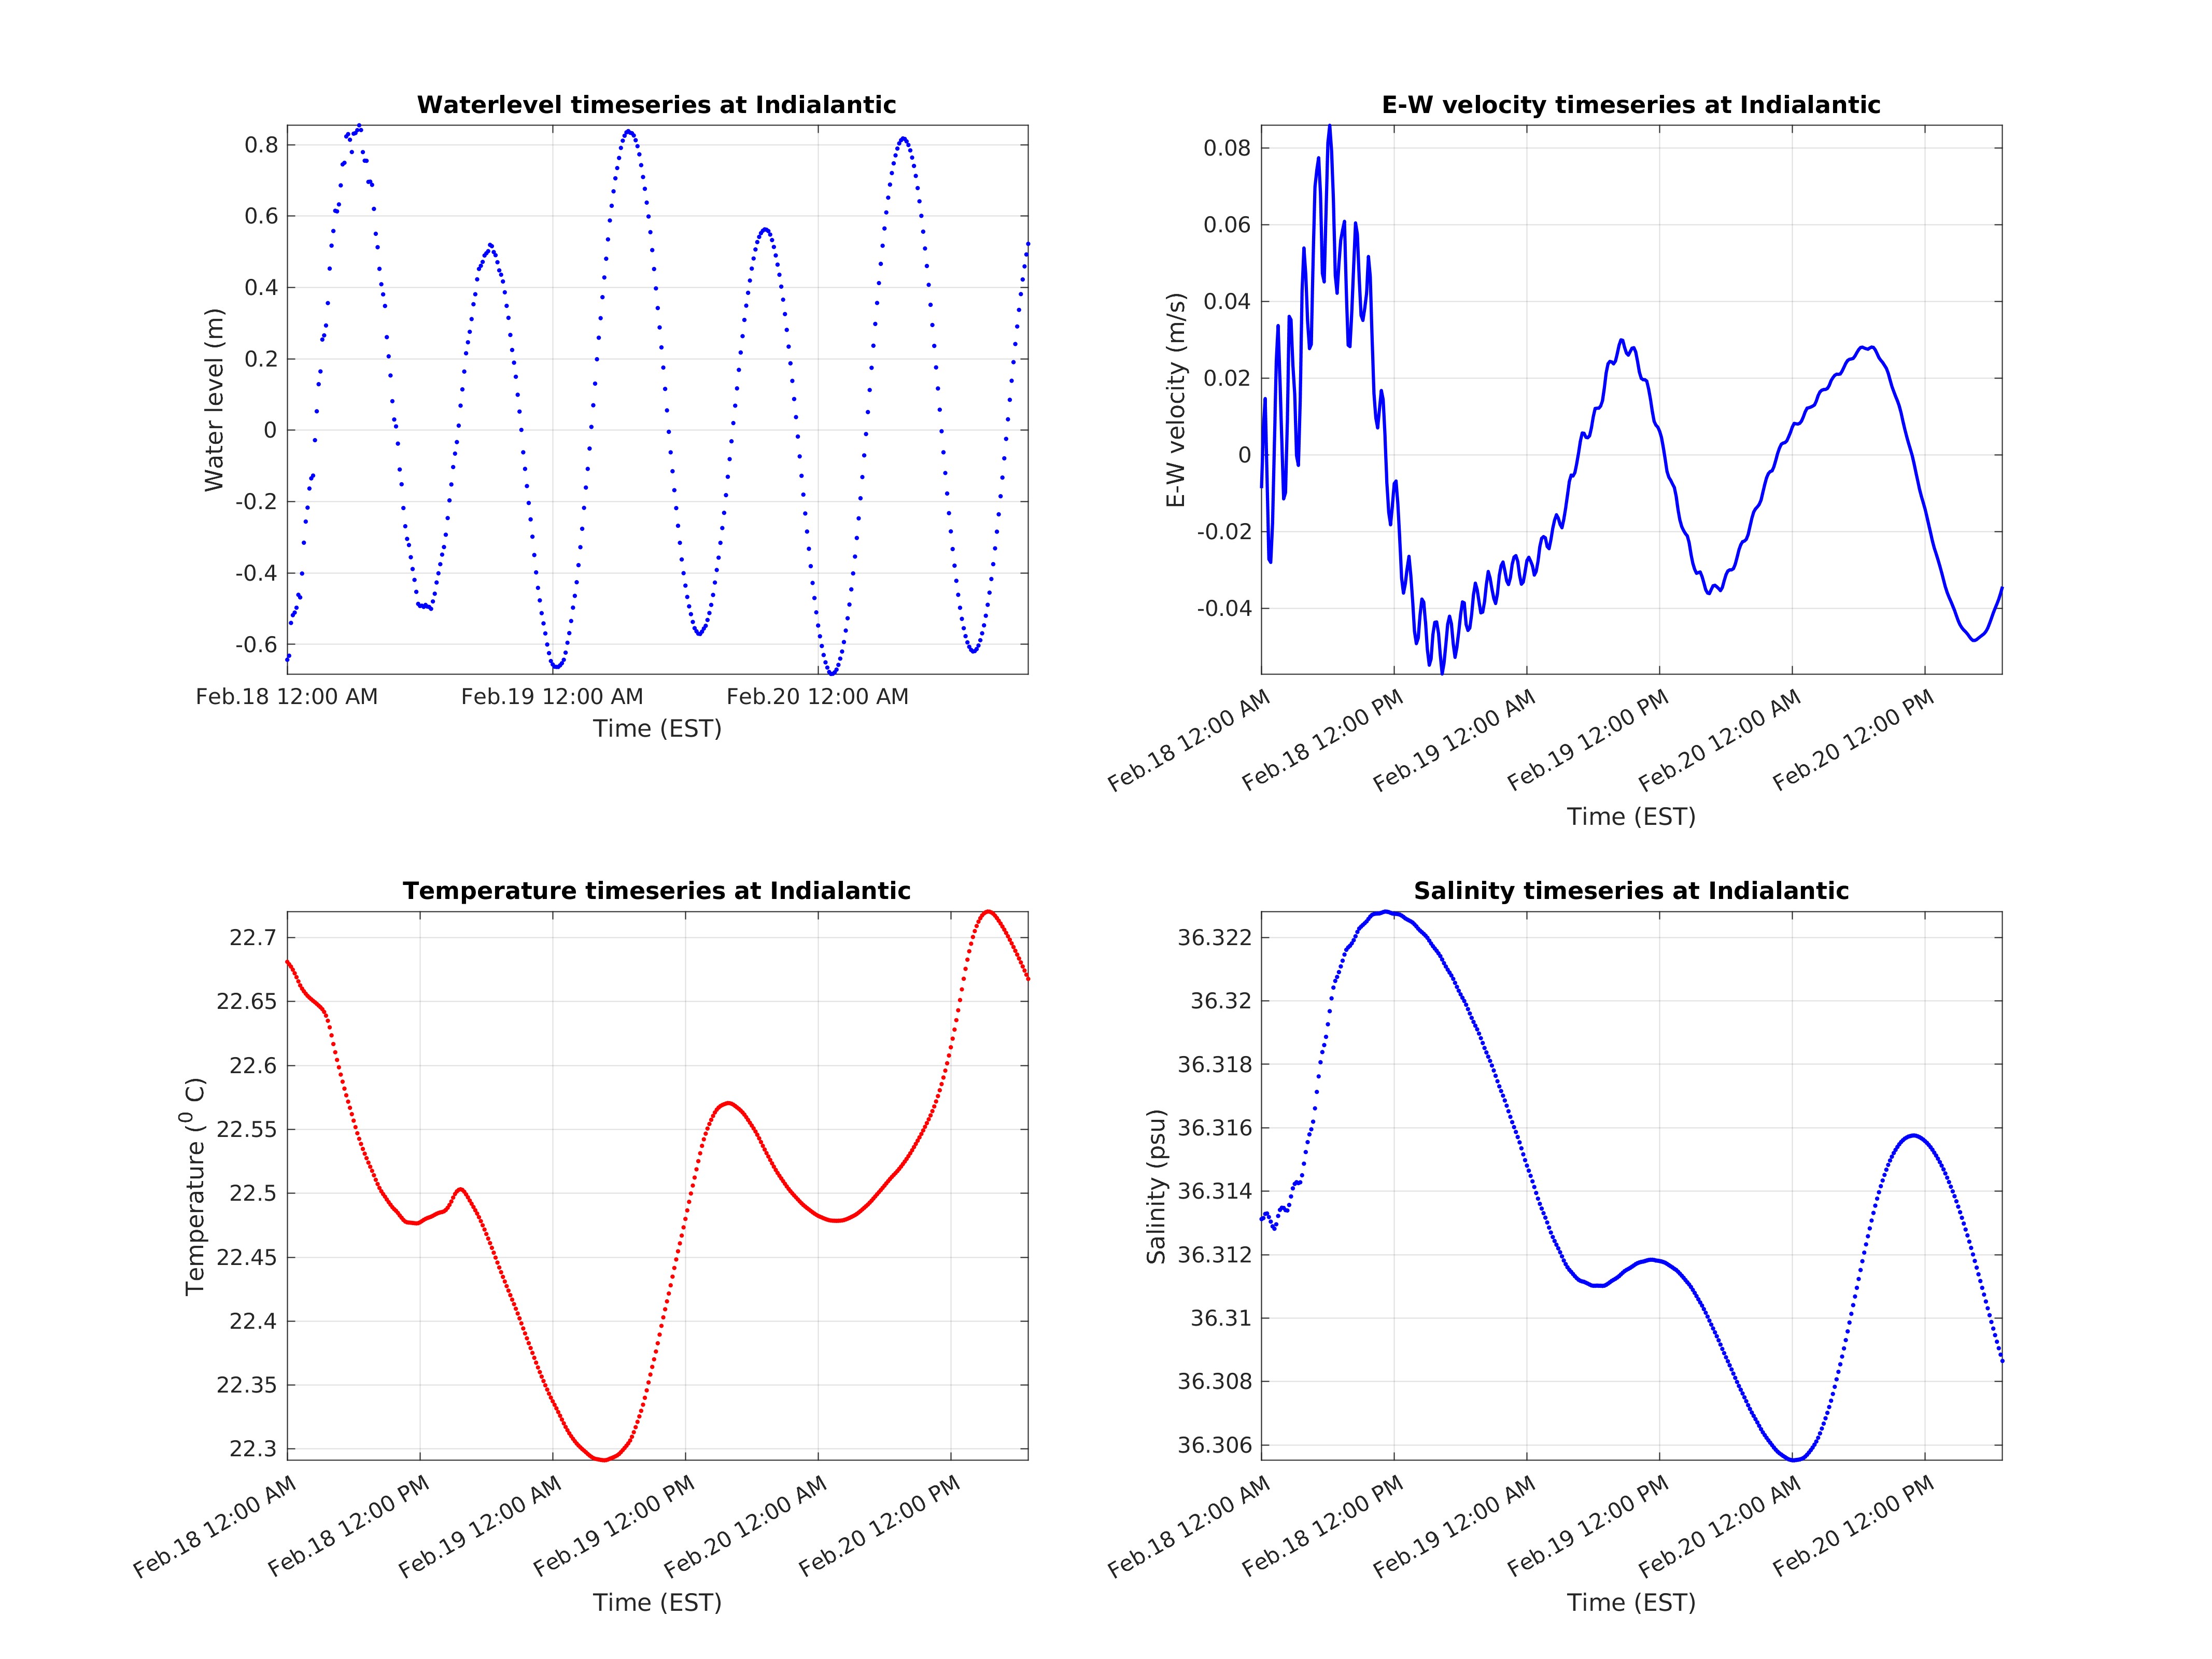 Waterlevel timeseries at Indialantic
0.8
0.6
0.4
0.2
0
-0.2
-0.4
-0.6
Water level (m)
Feb.18 12:00 AM
Feb.19 12:00 AM
Feb.20 12:00 AM
Time (EST)
E-W velocity timeseries at Indialantic
0.08
0.06
0.04
0.02
0
-0.02
-0.04
E-W velocity (m/s)
Feb.18 12:00 AM
Feb.18 12:00 PM
Feb.19 12:00 AM
Feb.19 12:00 PM
Feb.20 12:00 AM
Feb.20 12:00 PM
Time (EST)
Temperature timeseries at Indialantic
22.7
22.65
22.6
22.55
22.5
22.45
22.4
22.35
22.3
Temperature (⁰ C)
Feb.18 12:00 AM
Feb.18 12:00 PM
Feb.19 12:00 AM
Feb.19 12:00 PM
Feb.20 12:00 AM
Feb.20 12:00 PM
Time (EST)
Salinity timeseries at Indialantic
36.322
36.32
36.318
36.316
36.314
36.312
36.31
36.308
36.306
Salinity (psu)
Feb.18 12:00 AM
Feb.18 12:00 PM
Feb.19 12:00 AM
Feb.19 12:00 PM
Feb.20 12:00 AM
Feb.20 12:00 PM
Time (EST)